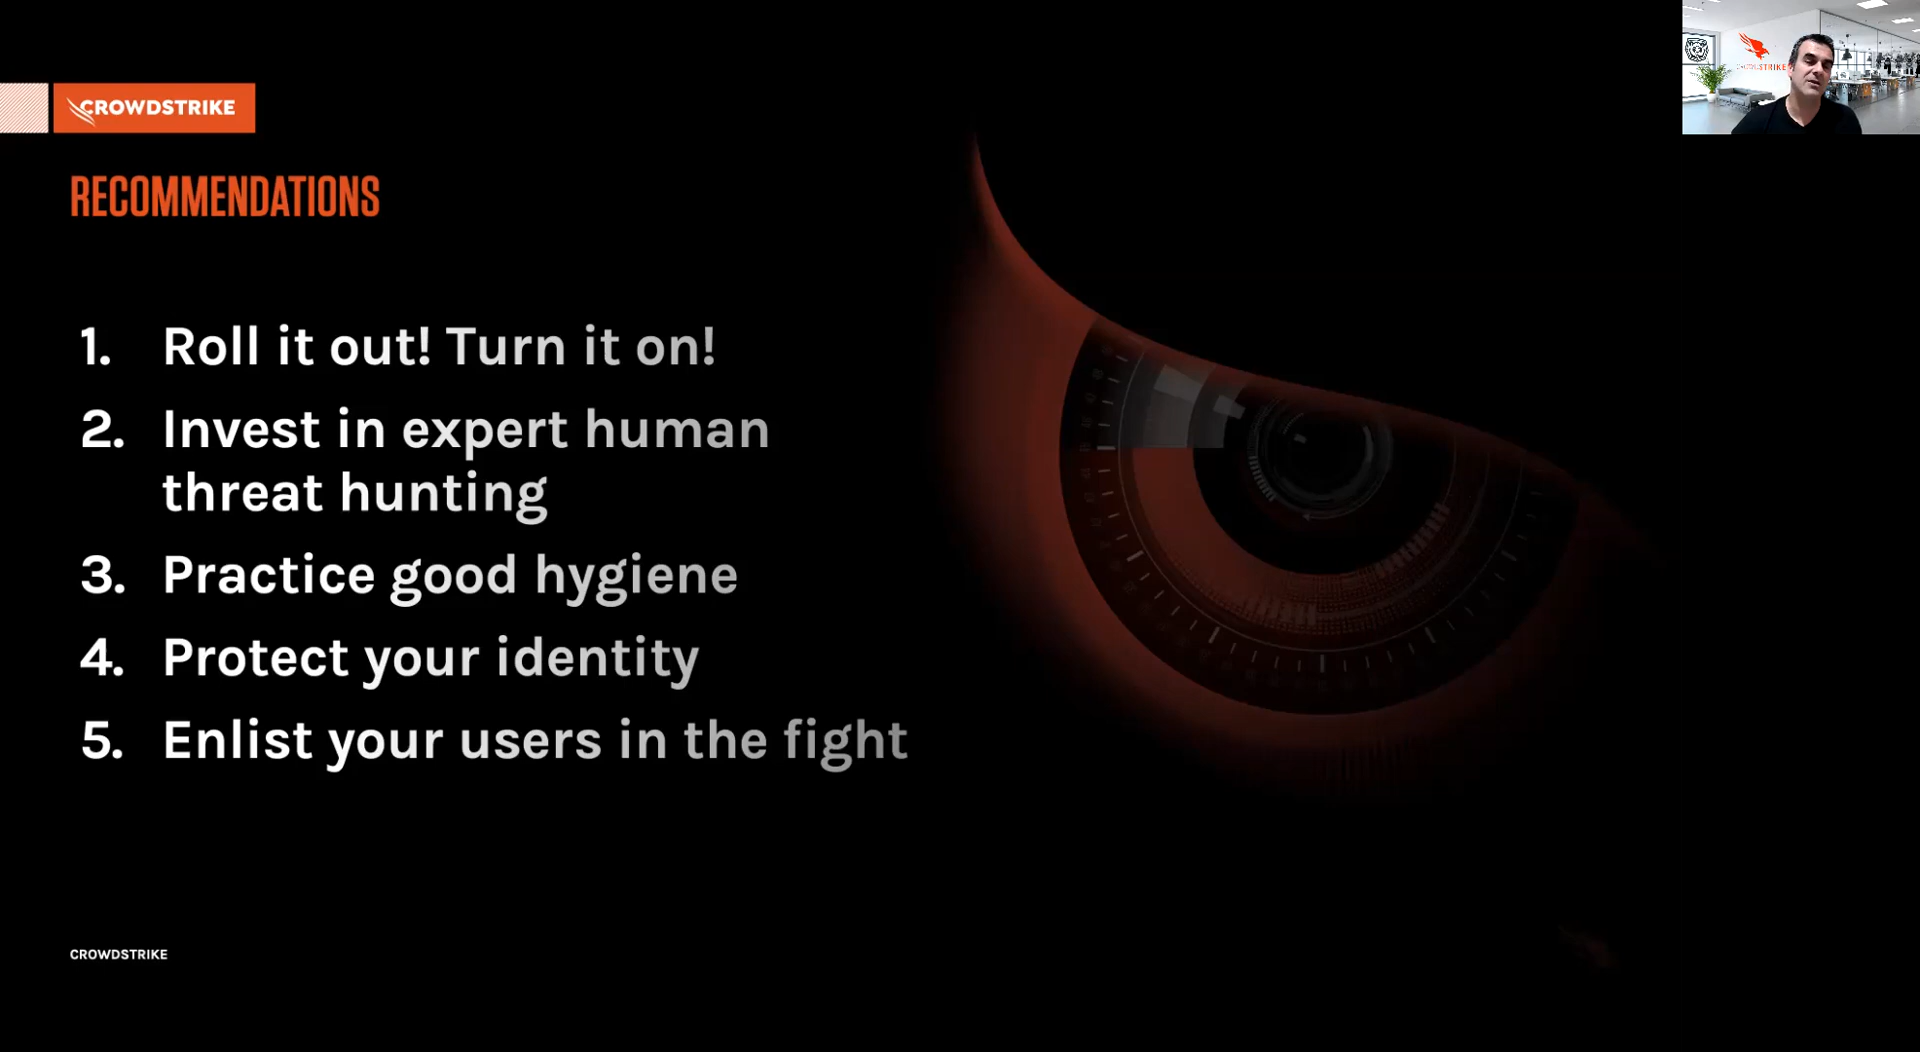 CROWDSTRIKE
RECOMMENDATIONS
1. Roll it out! Turn it on!
2. Invest in expert human
threat hunting
3. Practice good hygiene
4. Protect your identity
5. Enlist your users in the fight
CROWDSTRIKE